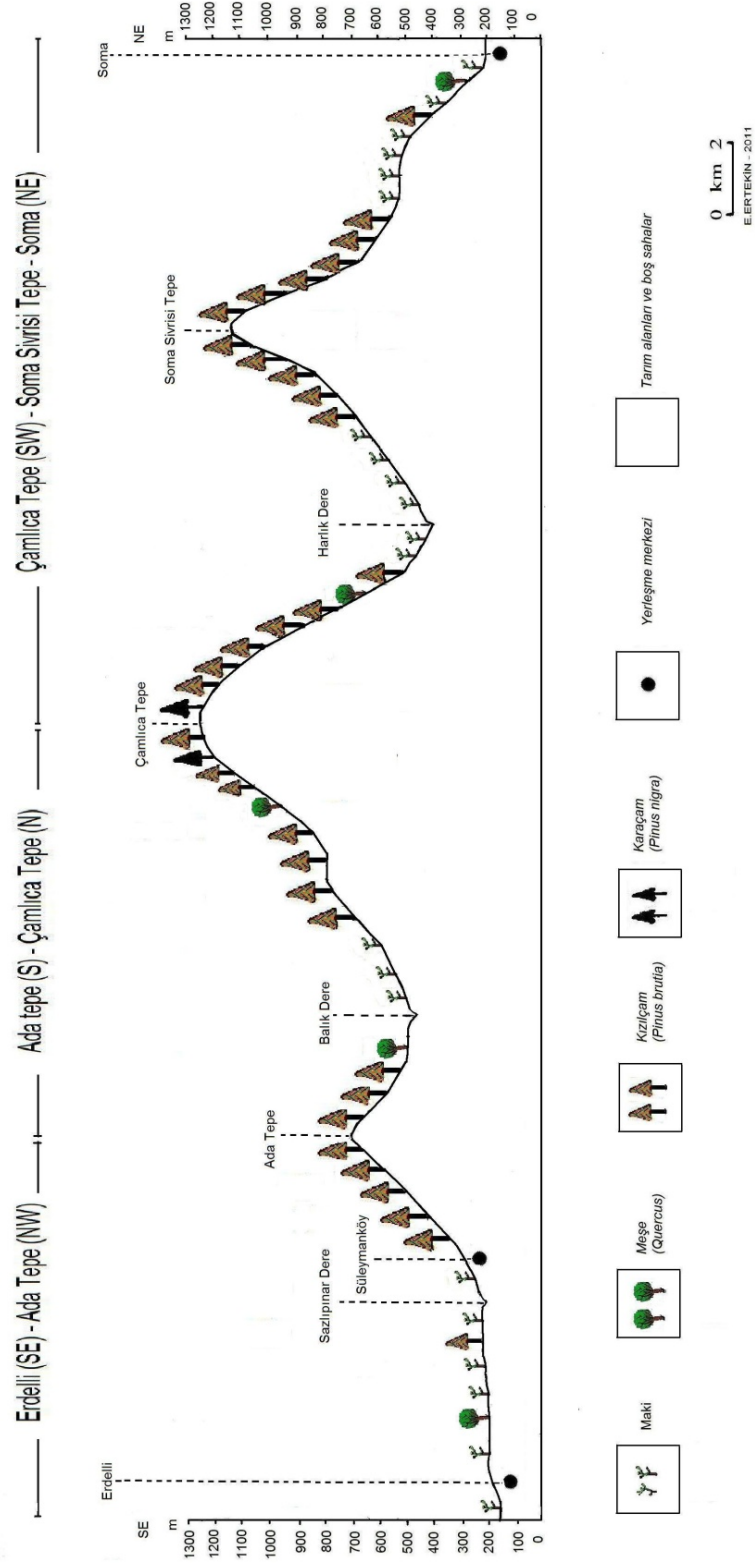 Erdelli (SE) - Ada Tepe (NW)
Ada tepe (S) - Çamlıca Tepe (N)
Çamlıca Tepe (SW) - Soma Sivrisi Tepe - Soma (NE)
SE
m
1300
1200
1100
1000
900
800
700
600
500
400
300
200
100
0
Erdelli
Sazlıpınar Dere
Süleymanköy
Ada Tepe
Balık Dere
Çamlıca Tepe
Harlık Dere
Soma Sivrisi Tepe
Soma
NE
m
1300
1200
1100
1000
900
800
700
600
500
400
300
200
100
0
Maki
Meşe
(Quercus)
Kızılçam
(Pinus brutia)
Karaçam
(Pinus nigra)
Yerleşme merkezi
Tarım alanları ve boş sahalar
0 km 2
E.ERTEKİN - 2011